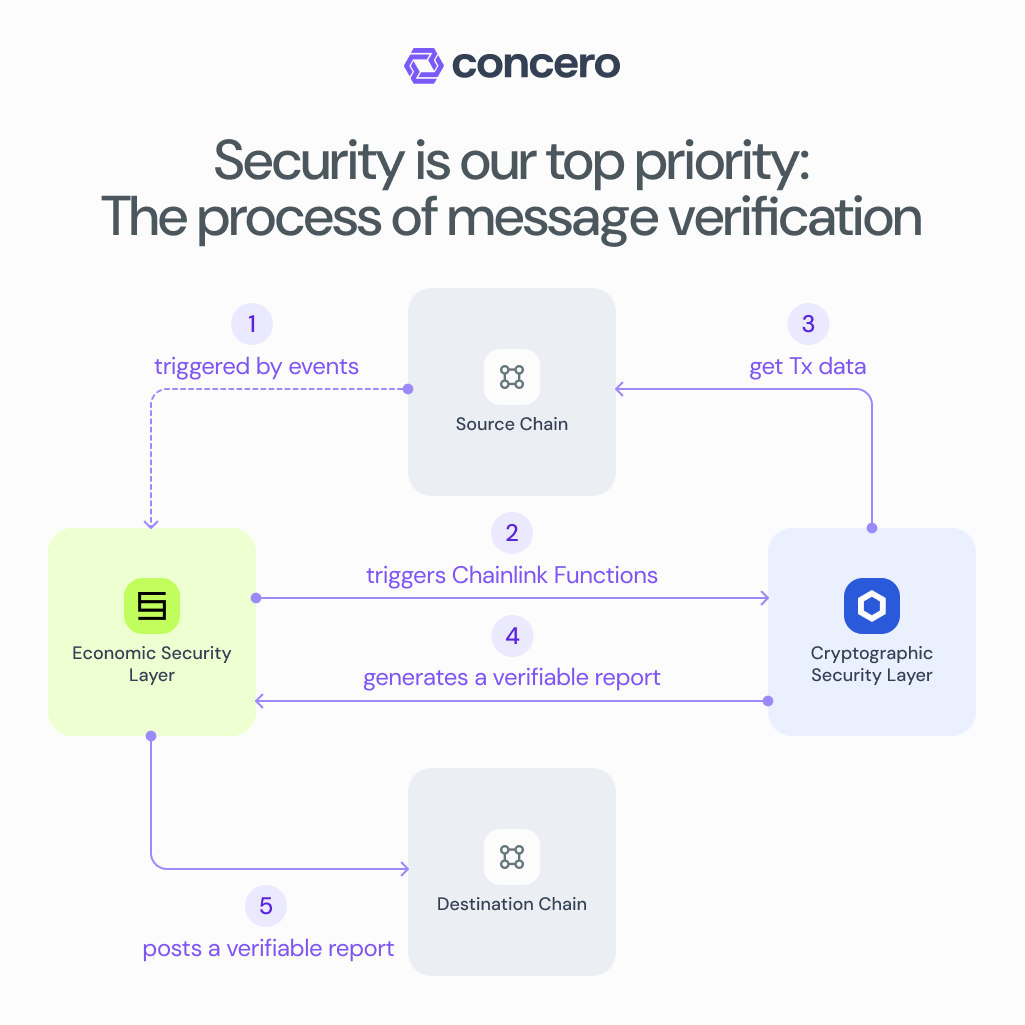 concero
Security is our top priority:
The process of message verification
1
triggered by events
3
get Tx data
Source Chain
2
triggers Chainlink Functions
Economic Security
Layer
4
generates a verifiable report
Cryptographic
Security Layer
Destination Chain
5
posts a verifiable report